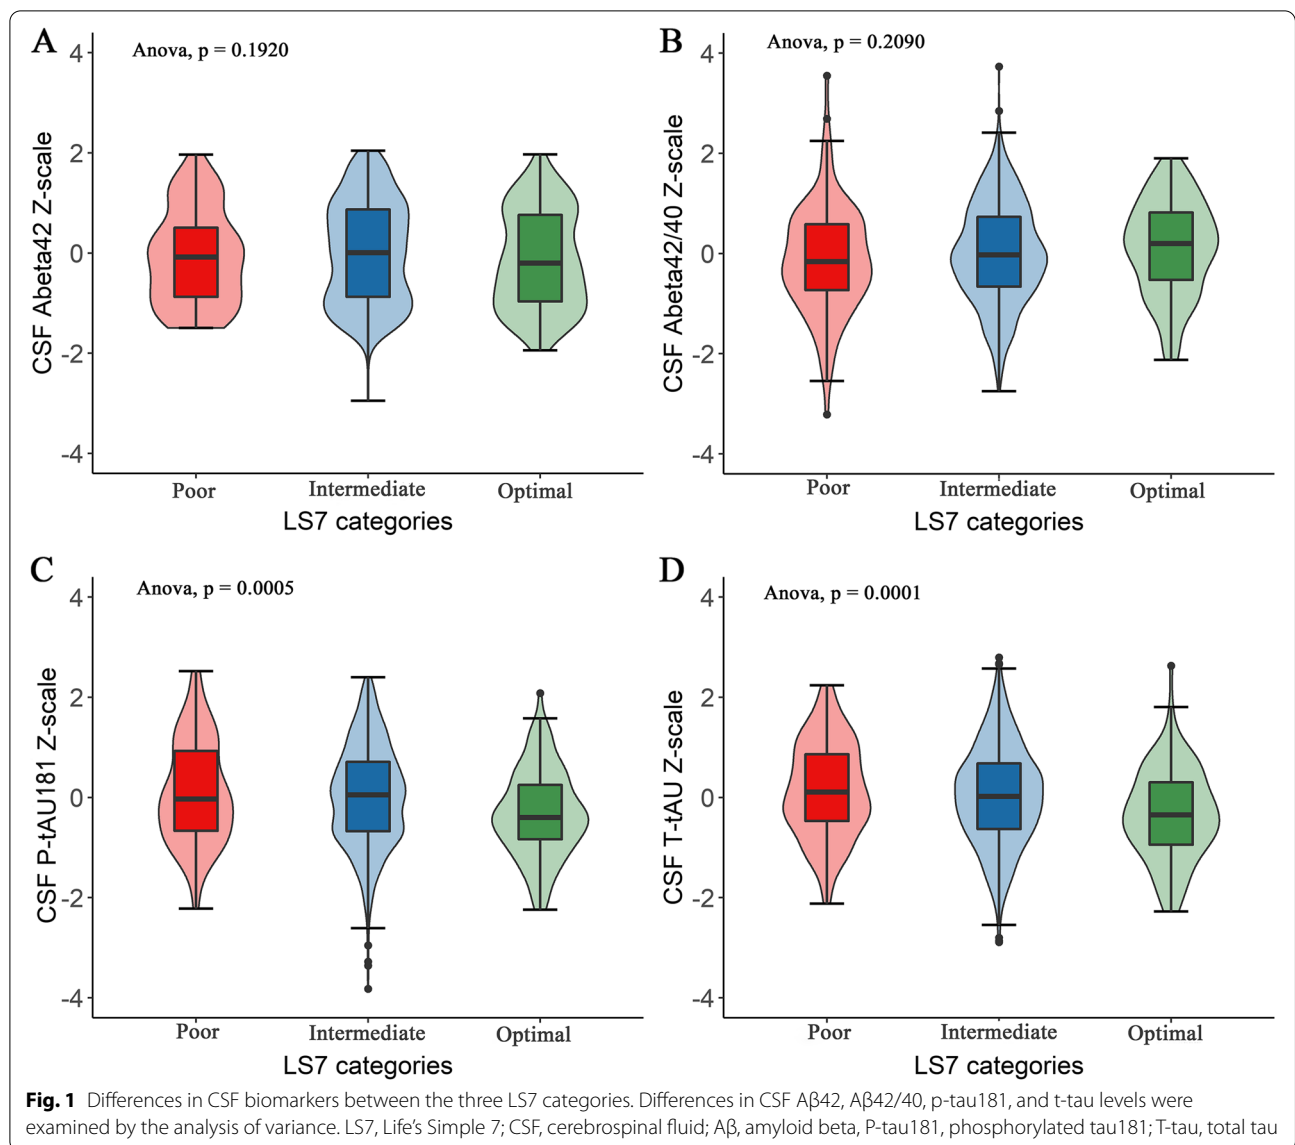 A
Anova, p = 0.1920
4
2
0
-2
-4
CSF Abeta42 Z-scale
Poor
Intermediate
Optimal
LS7 categories
B
Anova, p = 0.2090
4
2
0
-2
-4
CSF Abeta42/40 Z-scale
Poor
Intermediate
Optimal
LS7 categories
C
Anova, p = 0.0005
4
2
0
-2
-4
CSF P-tAU181 Z-scale
Poor
Intermediate
Optimal
LS7 categories
D
Anova, p = 0.0001
4
2
0
-2
-4
CSF T-tAU Z-scale
Poor
Intermediate
Optimal
LS7 categories
Fig. 1 Differences in CSF biomarkers between the three LS7 categories. Differences in CSF Aβ42, Aβ42/40, p-tau181, and t-tau levels were
examined by the analysis of variance. LS7, Life's Simple 7; CSF, cerebrospinal fluid; Aβ, amyloid beta, P-tau181, phosphorylated tau181; T-tau, total tau